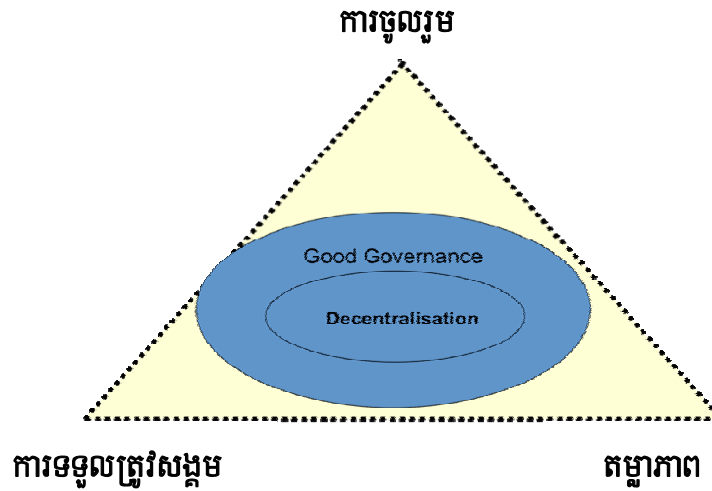 ការចូលរួម
Good Governance
Decentralisation
ការទទួលត្រូវសង្គម
តម្លាភាព